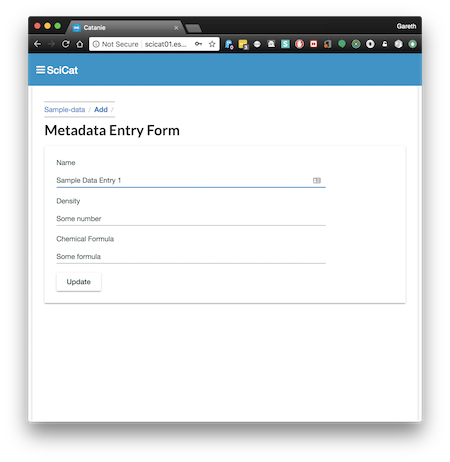 Catanie
Gareth
Not Secure scicat01.es...
SciCat
Sample-data / Add /
Metadata Entry Form
Name
Sample Data Entry 1
Density
Some number
Chemical Formula
Some formula
Update